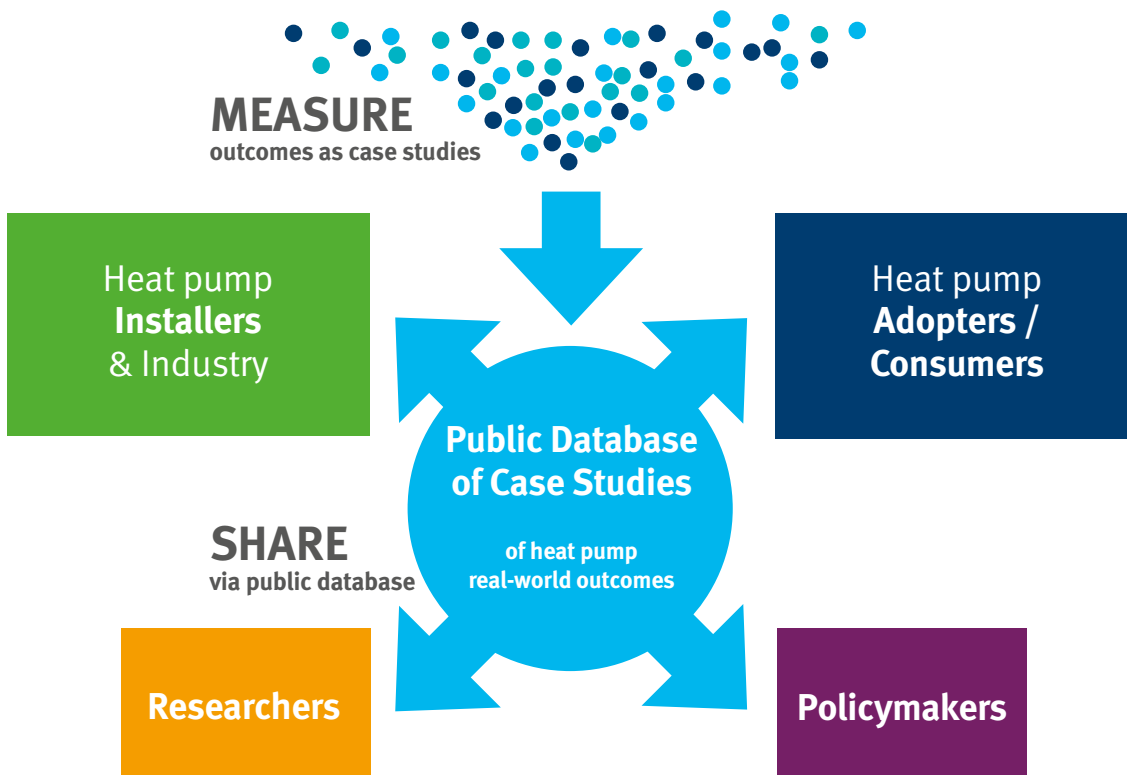 MEASURE
outcomes as case studies
Heat pump
Installers
& Industry
Heat pump
Adopters /
Consumers
Public Database
of Case Studies
of heat pump
real-world outcomes
SHARE
via public database
Researchers
Policymakers